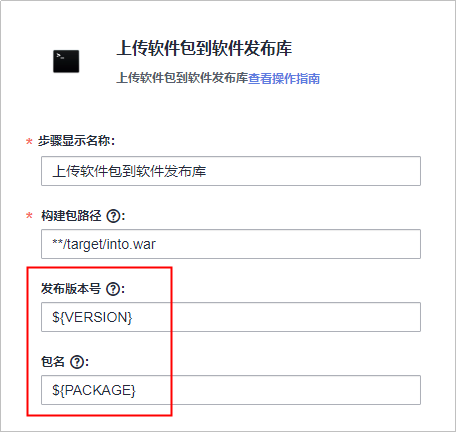 上传软件包到软件发布库
上传软件包到软件发布库查看操作指南
* 步骤显示名称:
上传软件包到软件发布库
* 构建包路径 ?:
**/target/into.war
发布版本号 ?:
${VERSION}
包名 ?:
${PACKAGE}